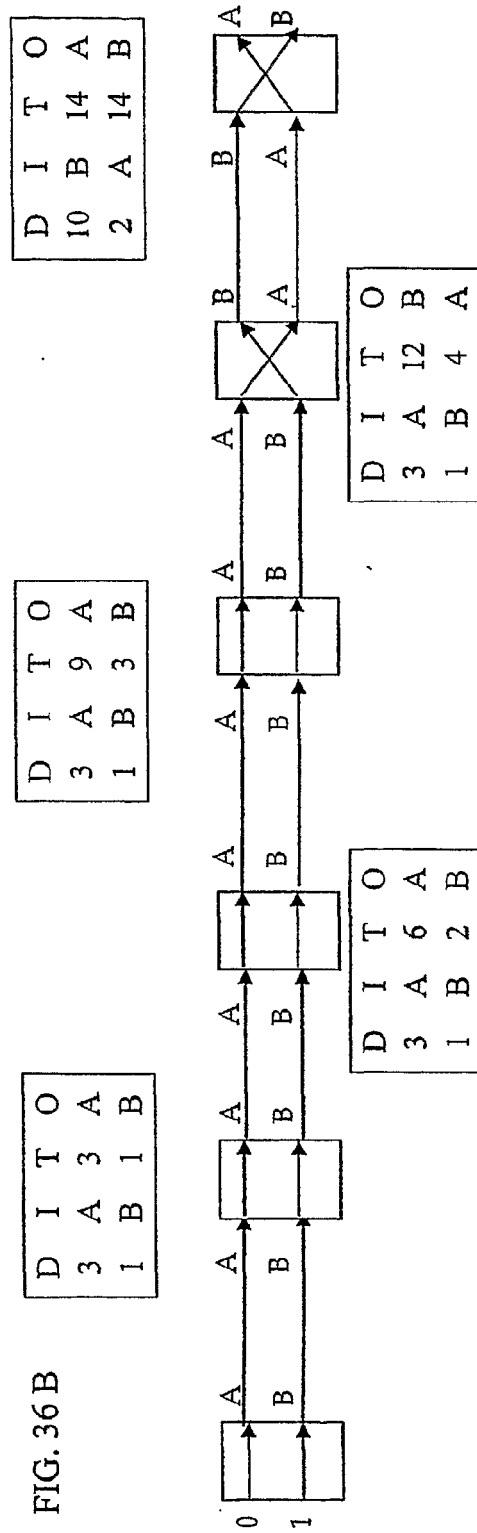 FIG. 36 B
D I T O
3 A 3 A
1 B 1 B
D I T O
3 A 9 A
1 B 3 B
D I T O
10 B 14 A
2 A 14 B
0 A A A A A A A A B B A
1 B B B B B B B B A A B
D I T O
3 A 6 A
1 B 2 B
D I T O
3 A 12 B
1 B 4 A